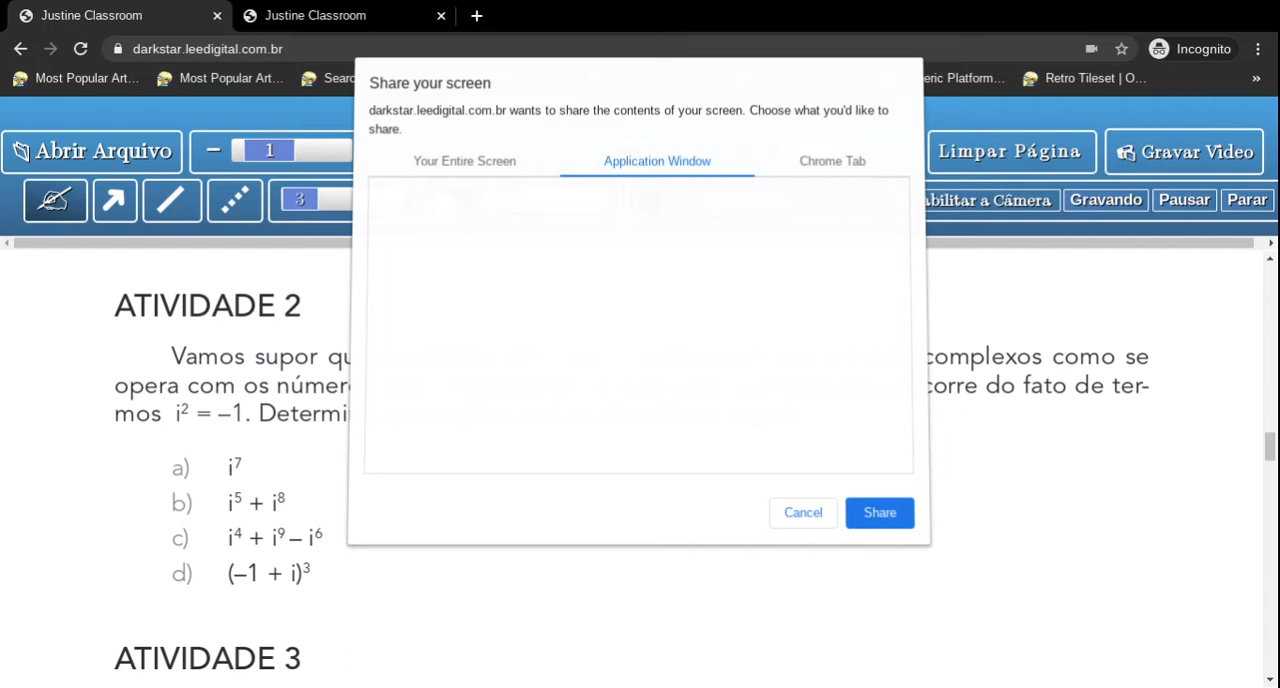 Justine Classroom
Justine Classroom
darkstar.leedigital.com.br
Incognito
Most Popular Art...
Most Popular Art...
Searc
eric Platform...
Retro Tileset | O...
»
Share your screen
darkstar.leedigital.com.br wants to share the contents of your screen. Choose what you'd like to
share.
Your Entire Screen
Application Window
Chrome Tab
Cancel
Share
Abrir Arquivo
1
Limpar Página
Gravar Video
3
abilitar a Câmera
Gravando
Pausar
Parar
ATIVIDADE 2
Vamos supor qu complexos como se
opera com os númer corre do fato de ter-
mos i² = –1. Determi
a) i⁷
b) i⁵ + i⁸
c) i⁴ + i⁹ – i⁶
d) (–1 + i)³
ATIVIDADE 3